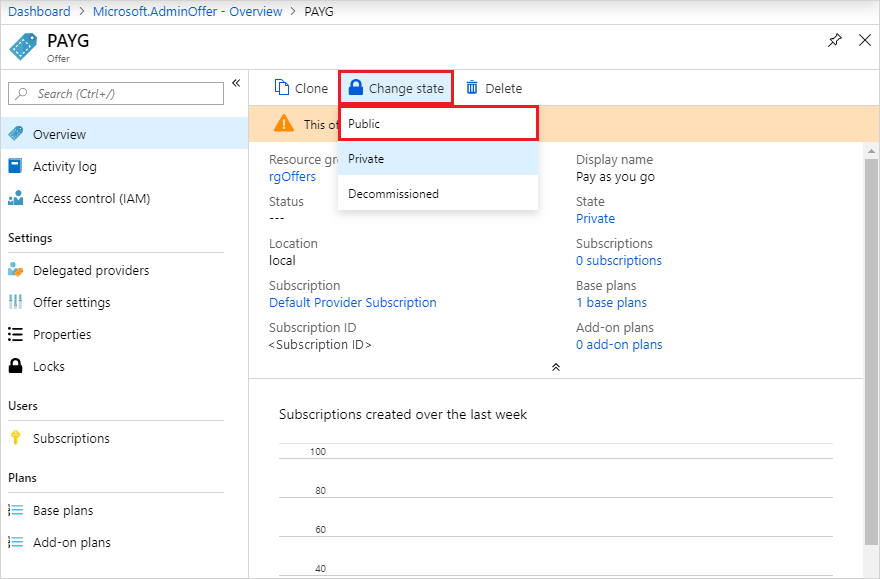 Dashboard > Microsoft.AdminOffer - Overview > PAYG
PAYG
Offer
Search (Ctrl+/)
Overview
Activity log
Access control (IAM)
Settings
Delegated providers
Offer settings
Properties
Locks
Users
Subscriptions
Plans
Base plans
Add-on plans
Clone
Change state
Delete
This of
Public
Private
Decommissioned
Resource gr
rgOffers
Status
---
Location
local
Subscription
Default Provider Subscription
Subscription ID
<Subscription ID>
Display name
Pay as you go
State
Private
Subscriptions
0 subscriptions
Base plans
1 base plans
Add-on plans
0 add-on plans
Subscriptions created over the last week
100
80
60
40